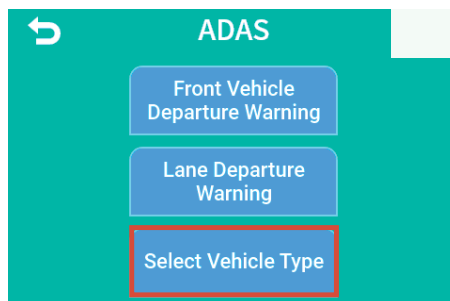 ADAS
Front Vehicle
Departure Warning
Lane Departure
Warning
Select Vehicle Type